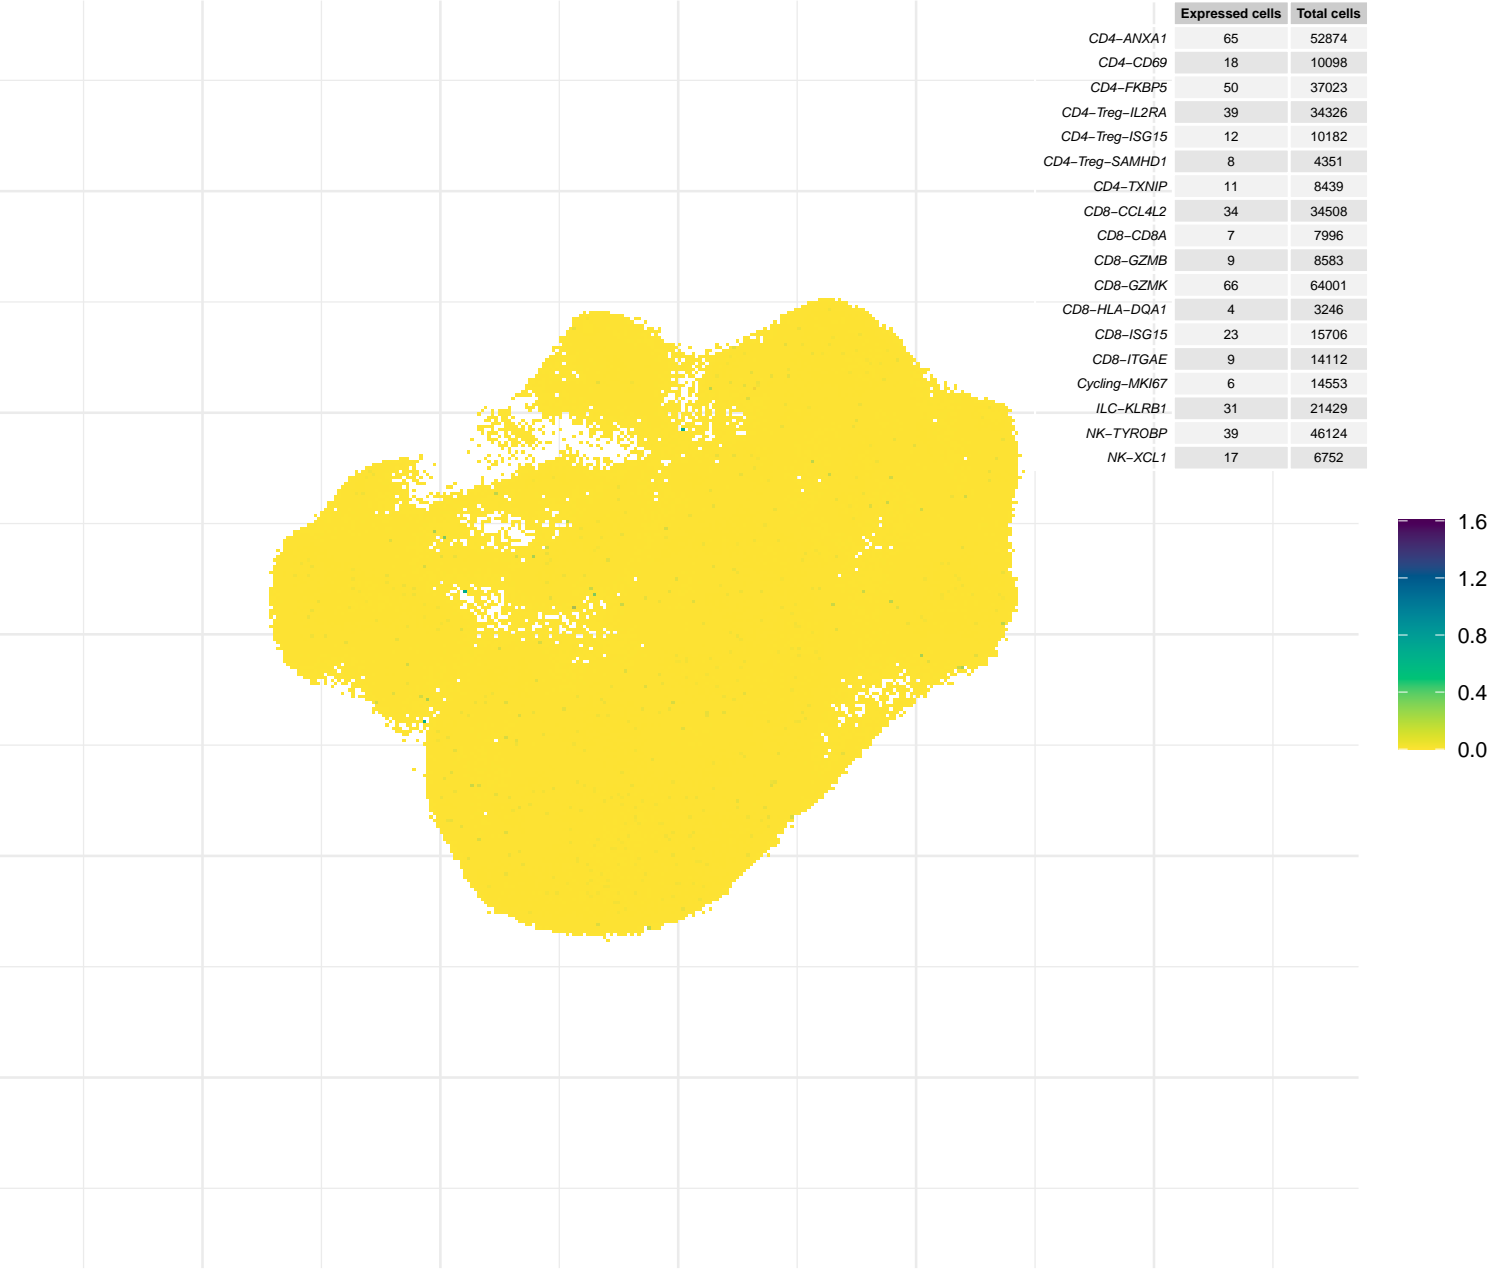 Expressed cells Total cells
CD4−ANXA1 65 52874
CD4−CD69 18 10098
CD4−FKBP5 50 37023
CD4−Treg−IL2RA 39 34326
CD4−Treg−ISG15 12 10182
CD4−Treg−SAMHD1 8 4351
CD4−TXNIP 11 8439
CD8−CCL4L2 34 34508
CD8−CD8A 7 7996
CD8−GZMB 9 8583
CD8−GZMK 66 64001
CD8−HLA−DQA1 4 3246
CD8−ISG15 23 15706
CD8−ITGAE 9 14112
Cycling−MKI67 6 14553
ILC−KLRB1 31 21429
NK−TYROBP 39 46124
NK−XCL1 17 6752
1.6
1.2
0.8
0.4
0.0